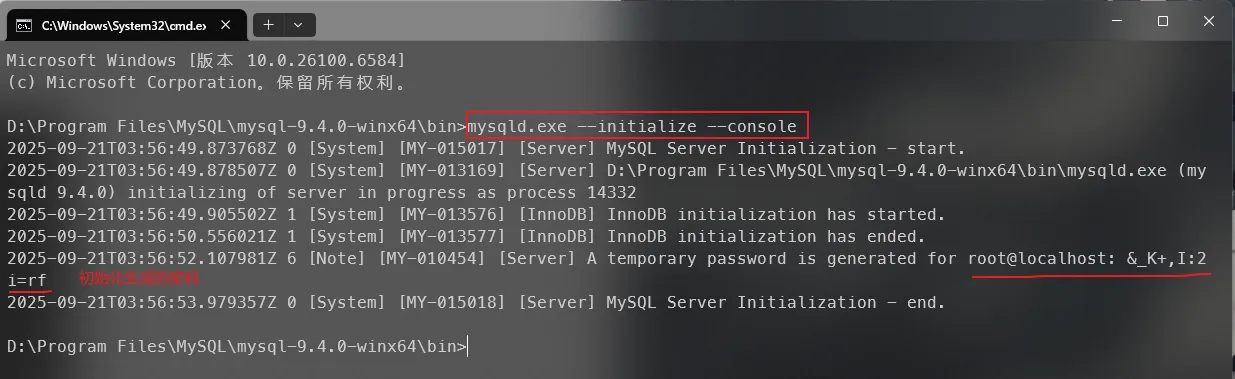 C:\Windows\System32\cmd.e
Microsoft Windows [版本 10.0.26100.6584]
(c) Microsoft Corporation。保留所有权利。
D:\Program Files\MySQL\mysql-9.4.0-winx64\bin>mysqld.exe --initialize --console
2025-09-21T03:56:49.873768Z 0 [System] [MY-015017] [Server] MySQL Server Initialization - start.
2025-09-21T03:56:49.878507Z 0 [System] [MY-013169] [Server] D:\Program Files\MySQL\mysql-9.4.0-winx64\bin\mysqld.exe (my
sqld 9.4.0) initializing of server in progress as process 14332
2025-09-21T03:56:49.905502Z 1 [System] [MY-013576] [InnoDB] InnoDB initialization has started.
2025-09-21T03:56:50.556021Z 1 [System] [MY-013577] [InnoDB] InnoDB initialization has ended.
2025-09-21T03:56:52.107981Z 6 [Note] [MY-010454] [Server] A temporary password is generated for root@localhost: &_K+,I:2
i=rf 初始化生成的密码
2025-09-21T03:56:53.979357Z 0 [System] [MY-015018] [Server] MySQL Server Initialization - end.
D:\Program Files\MySQL\mysql-9.4.0-winx64\bin>